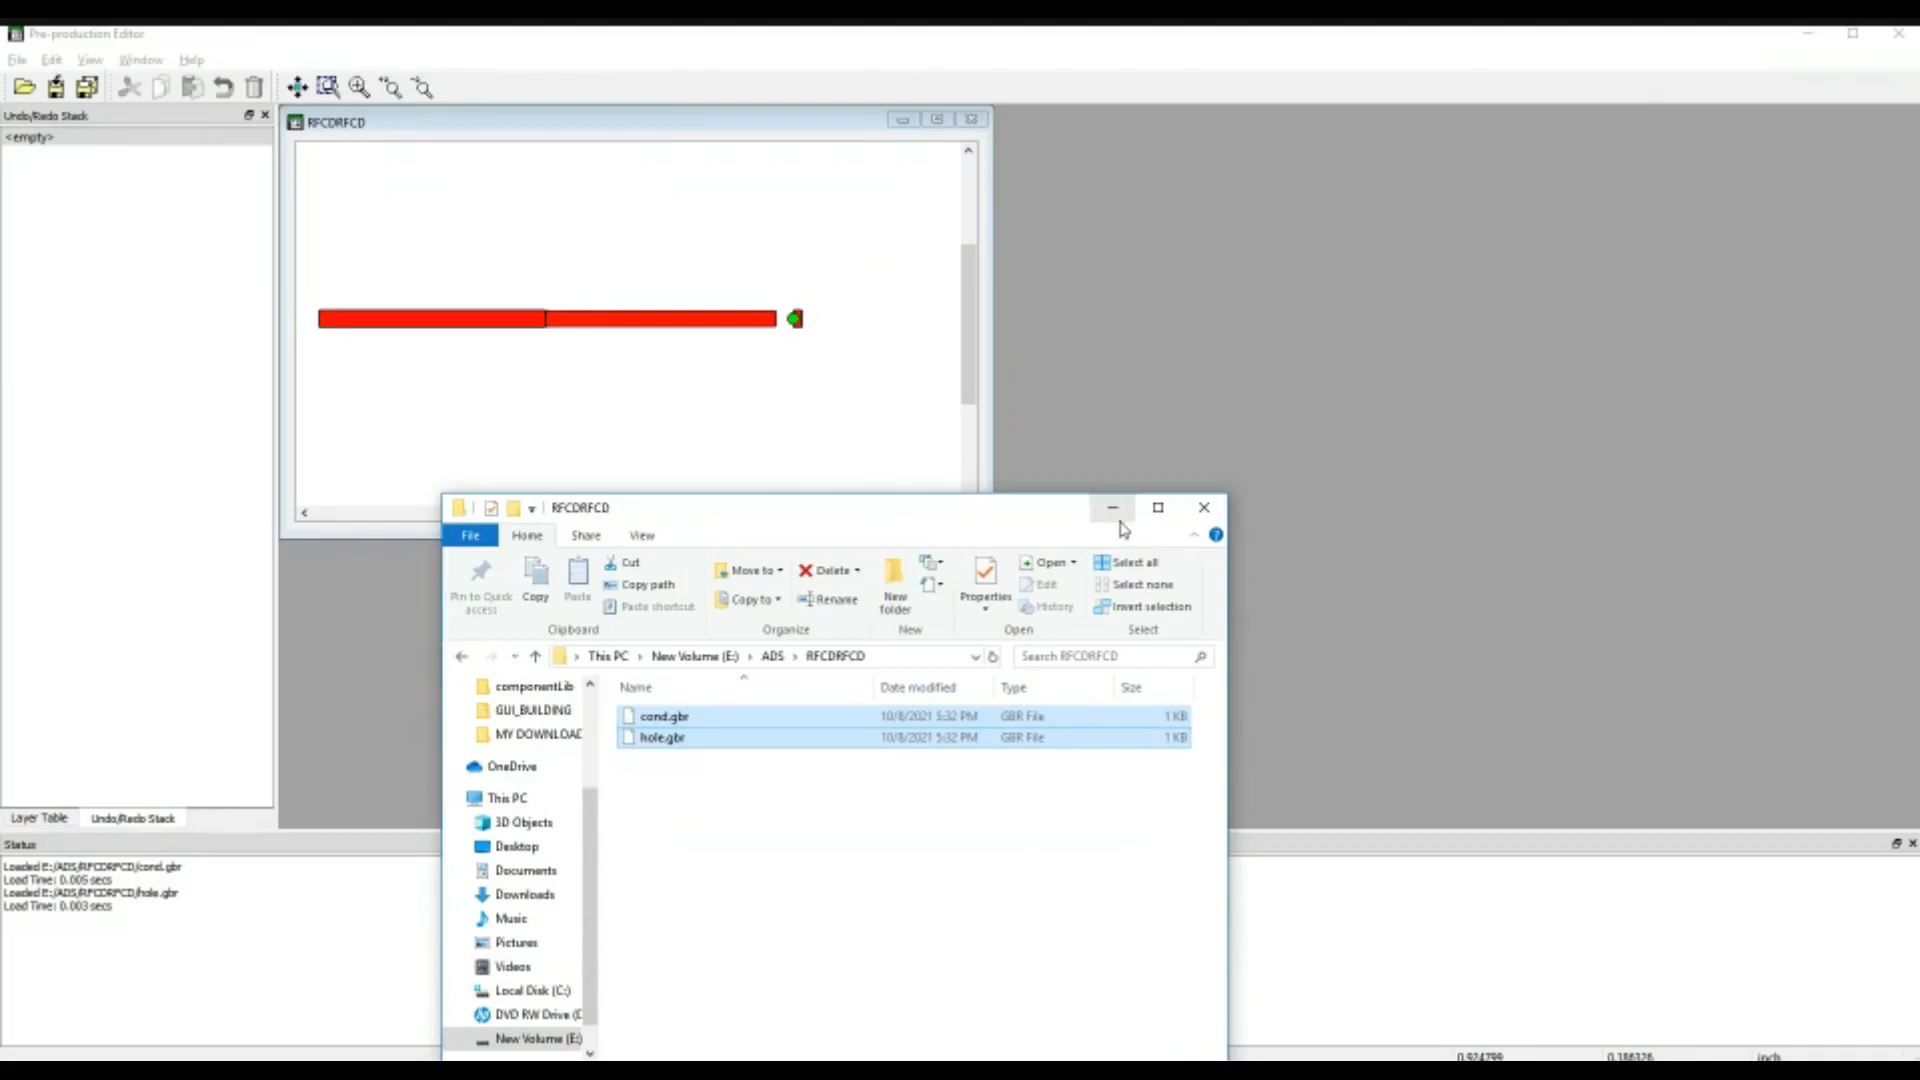 Pre-production Editor
File Edit View Window Help
Undo/Redo Stack
<empty>
RFCDRFCD
Layer Table Undo/Redo Stack
Status
Loaded E:/ADS/RFCDRFCD/cond.gbr
Load Time: 0.005 secs
Loaded E:/ADS/RFCDRFCD/hole.gbr
Load Time: 0.003 secs
RFCDRFCD
File Home Share View
Pin to Quick access
Copy
Paste
Cut
Copy path
Paste shortcut
Clipboard
Move to
Copy to
Delete
Rename
Organize
New folder
New
Properties
Open
Edit
History
Open
Select all
Select none
Invert selection
Select
This PC > New Volume (E:) > ADS > RFCDRFCD
Search RFCDRFCD
Name Date modified Type Size
cond.gbr 10/8/2021 5:32 PM GBR File 1 KB
hole.gbr 10/8/2021 5:32 PM GBR File 1 KB
componentLib
GUI_BUILDING
MY DOWNLOAD
OneDrive
This PC
3D Objects
Desktop
Documents
Downloads
Music
Pictures
Videos
Local Disk (C:)
DVD RW Drive (
New Volume (E:)
inch